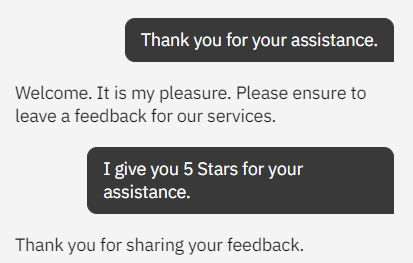 Thank you for your assistance.
Welcome. It is my pleasure. Please ensure to
leave a feedback for our services.
I give you 5 Stars for your
assistance.
Thank you for sharing your feedback.